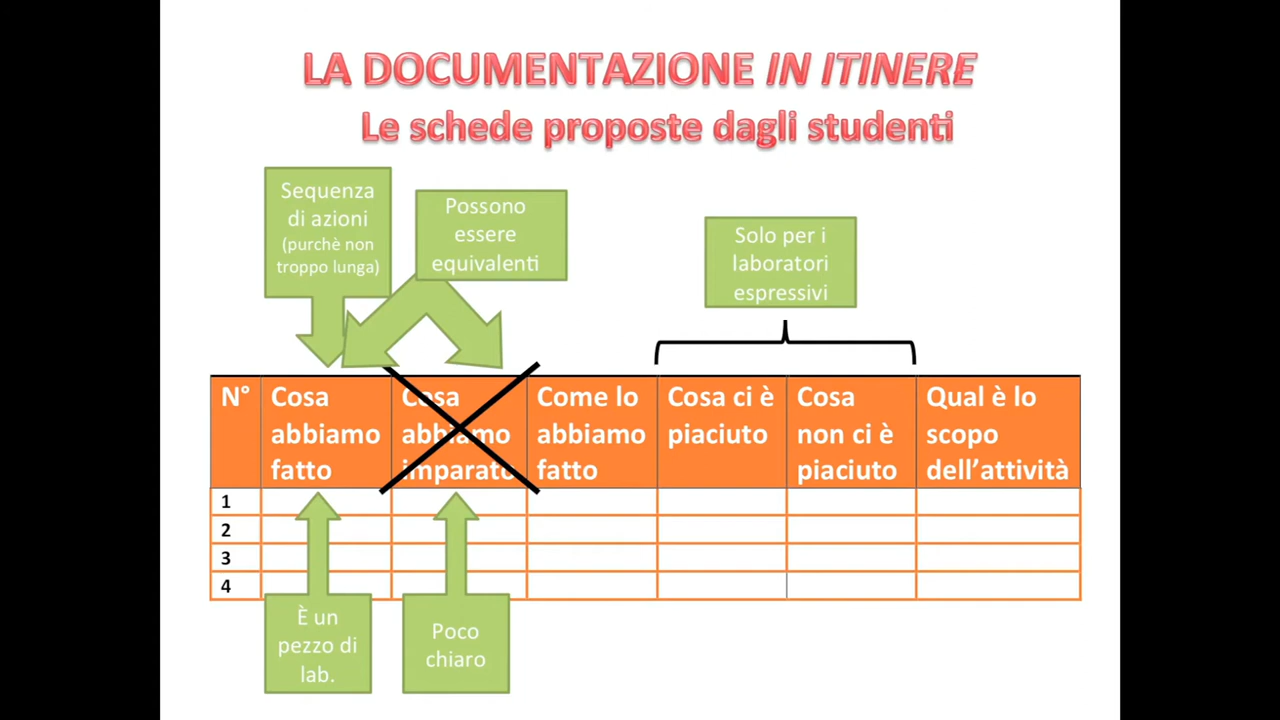 LA DOCUMENTAZIONE IN ITINERE
Le schede proposte dagli studenti
Sequenza
di azioni
(purchè non
troppo lunga)
Possono
essere
equivalenti
Solo per i
laboratori
espressivi
N°
Cosa
abbiamo
fatto
Cosa
abbiamo
imparato
Come lo
abbiamo
fatto
Cosa ci è
piaciuto
Cosa
non ci è
piaciuto
Qual è lo
scopo
dell'attività
1
2
3
4
È un
pezzo di
lab.
Poco
chiaro